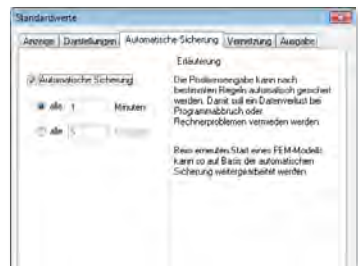 Standardwerte
Anzeige Darstellungen Automatische Sicherung Vernetzung Ausgabe
Erläuterung
Automatische Sicherung
Die Positionseingabe kann nach
bestimmten Regeln automatisch gesichert
werden. Damit soll ein Datenverlust bei
Programmabbruch oder
Rechnerproblemen vermieden werden.
alle 1 Minuten
alle 5
Beim erneuten Start eines FEM-Modells
kann so auf Basis der automatischen
Sicherung weitergearbeitet werden.